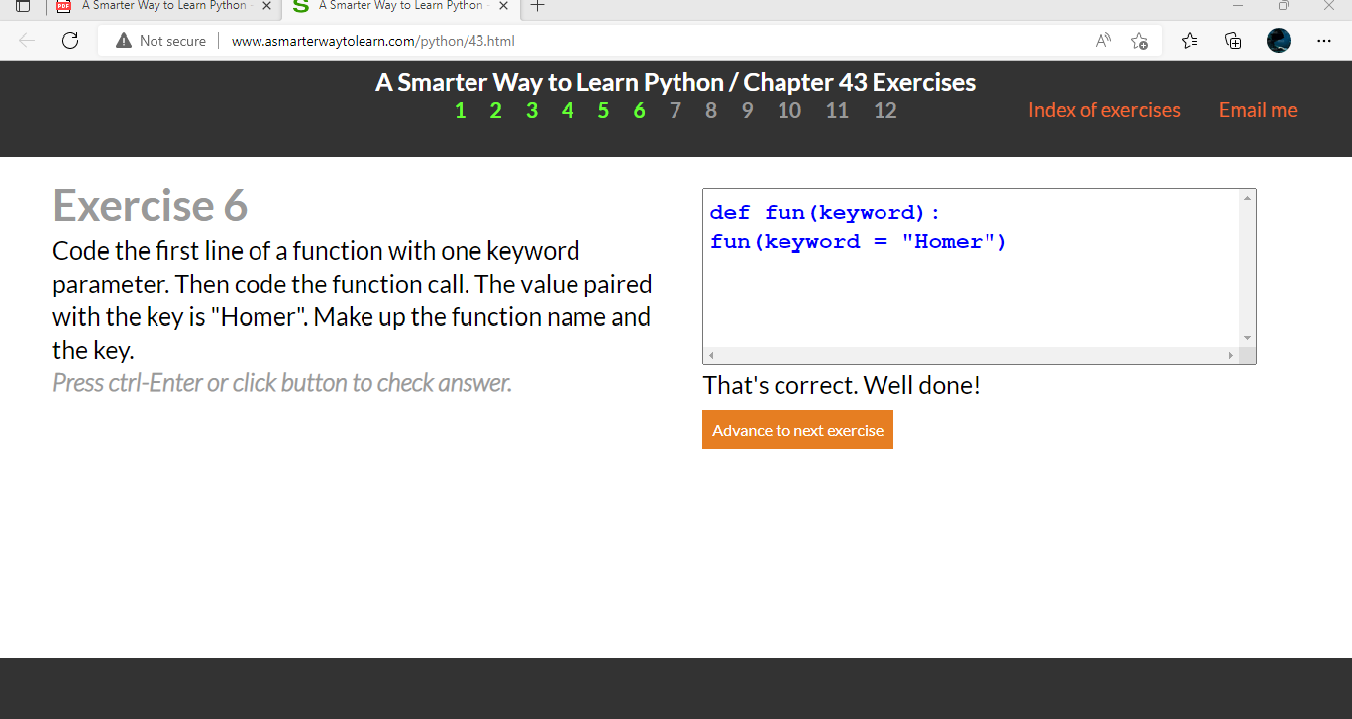 A Smarter Way to Learn Python -
A Smarter Way to Learn Python -
Not secure
www.asmarterwaytolearn.com/python/43.html
A Smarter Way to Learn Python / Chapter 43 Exercises
1 2 3 4 5 6 7 8 9 10 11 12
Index of exercises
Email me
Exercise 6
Code the first line of a function with one keyword
parameter. Then code the function call. The value paired
with the key is "Homer". Make up the function name and
the key.
Press ctrl-Enter or click button to check answer.
def fun(keyword):
fun(keyword = "Homer")
That's correct. Well done!
Advance to next exercise